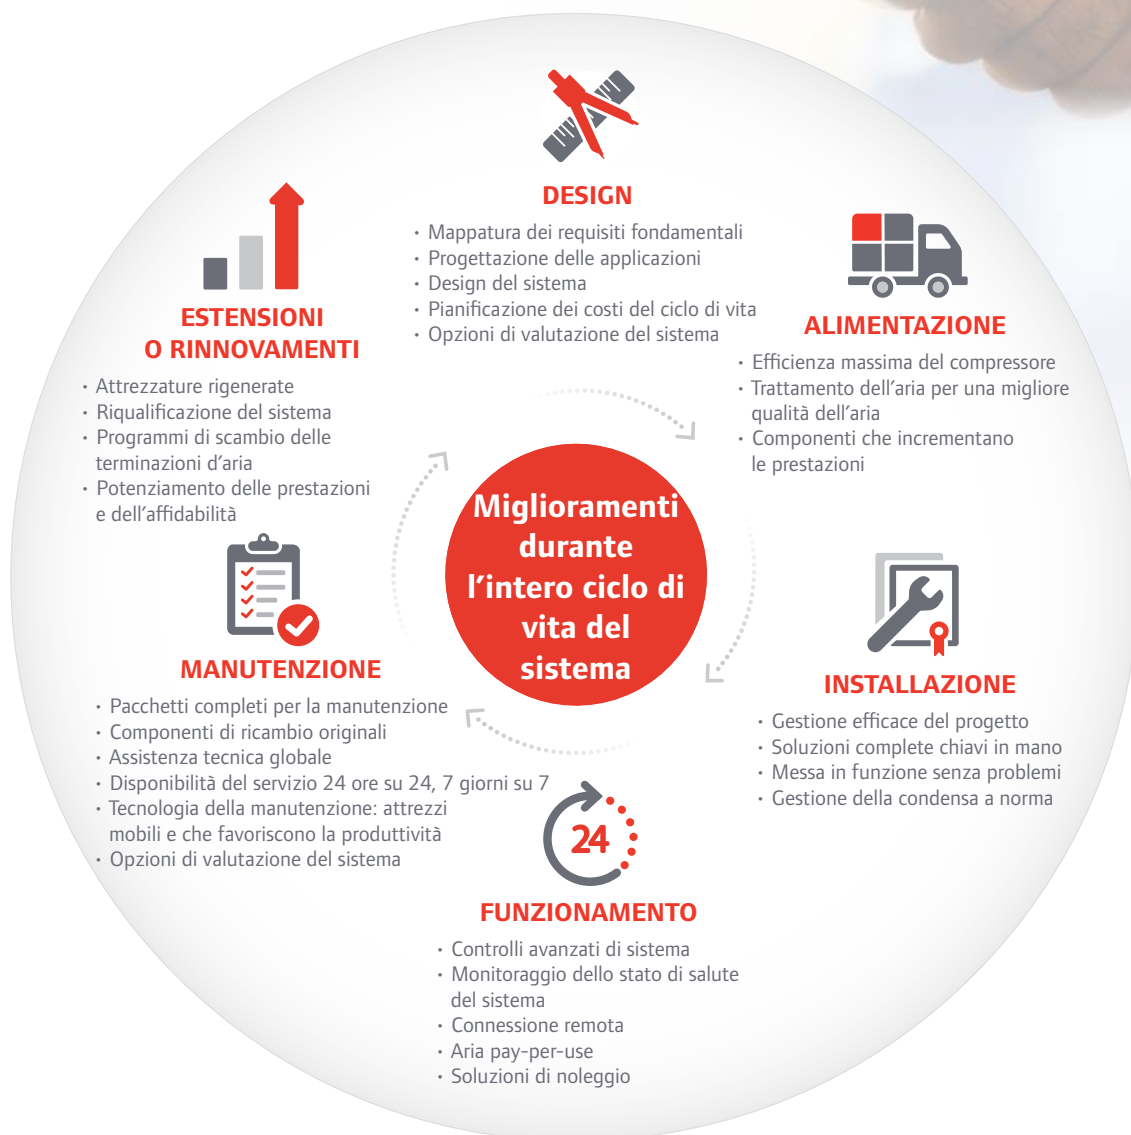 DESIGN
· Mappatura dei requisiti fondamentali
· Progettazione delle applicazioni
· Design del sistema
· Pianificazione dei costi del ciclo di vita
· Opzioni di valutazione del sistema
ALIMENTAZIONE
· Efficienza massima del compressore
· Trattamento dell'aria per una migliore
qualità dell'aria
· Componenti che incrementano
le prestazioni
INSTALLAZIONE
· Gestione efficace del progetto
· Soluzioni complete chiavi in mano
· Messa in funzione senza problemi
· Gestione della condensa a norma
24
FUNZIONAMENTO
· Controlli avanzati di sistema
· Monitoraggio dello stato di salute
del sistema
· Connessione remota
· Aria pay-per-use
· Soluzioni di noleggio
MANUTENZIONE
· Pacchetti completi per la manutenzione
· Componenti di ricambio originali
· Assistenza tecnica globale
· Disponibilità del servizio 24 ore su 24, 7 giorni su 7
· Tecnologia della manutenzione: attrezzi
mobili e che favoriscono la produttività
· Opzioni di valutazione del sistema
ESTENSIONI
O RINNOVAMENTI
· Attrezzature rigenerate
· Riqualificazione del sistema
· Programmi di scambio delle
terminazioni d'aria
· Potenziamento delle prestazioni
e dell'affidabilità
Miglioramenti
durante
l'intero ciclo di
vita del
sistema